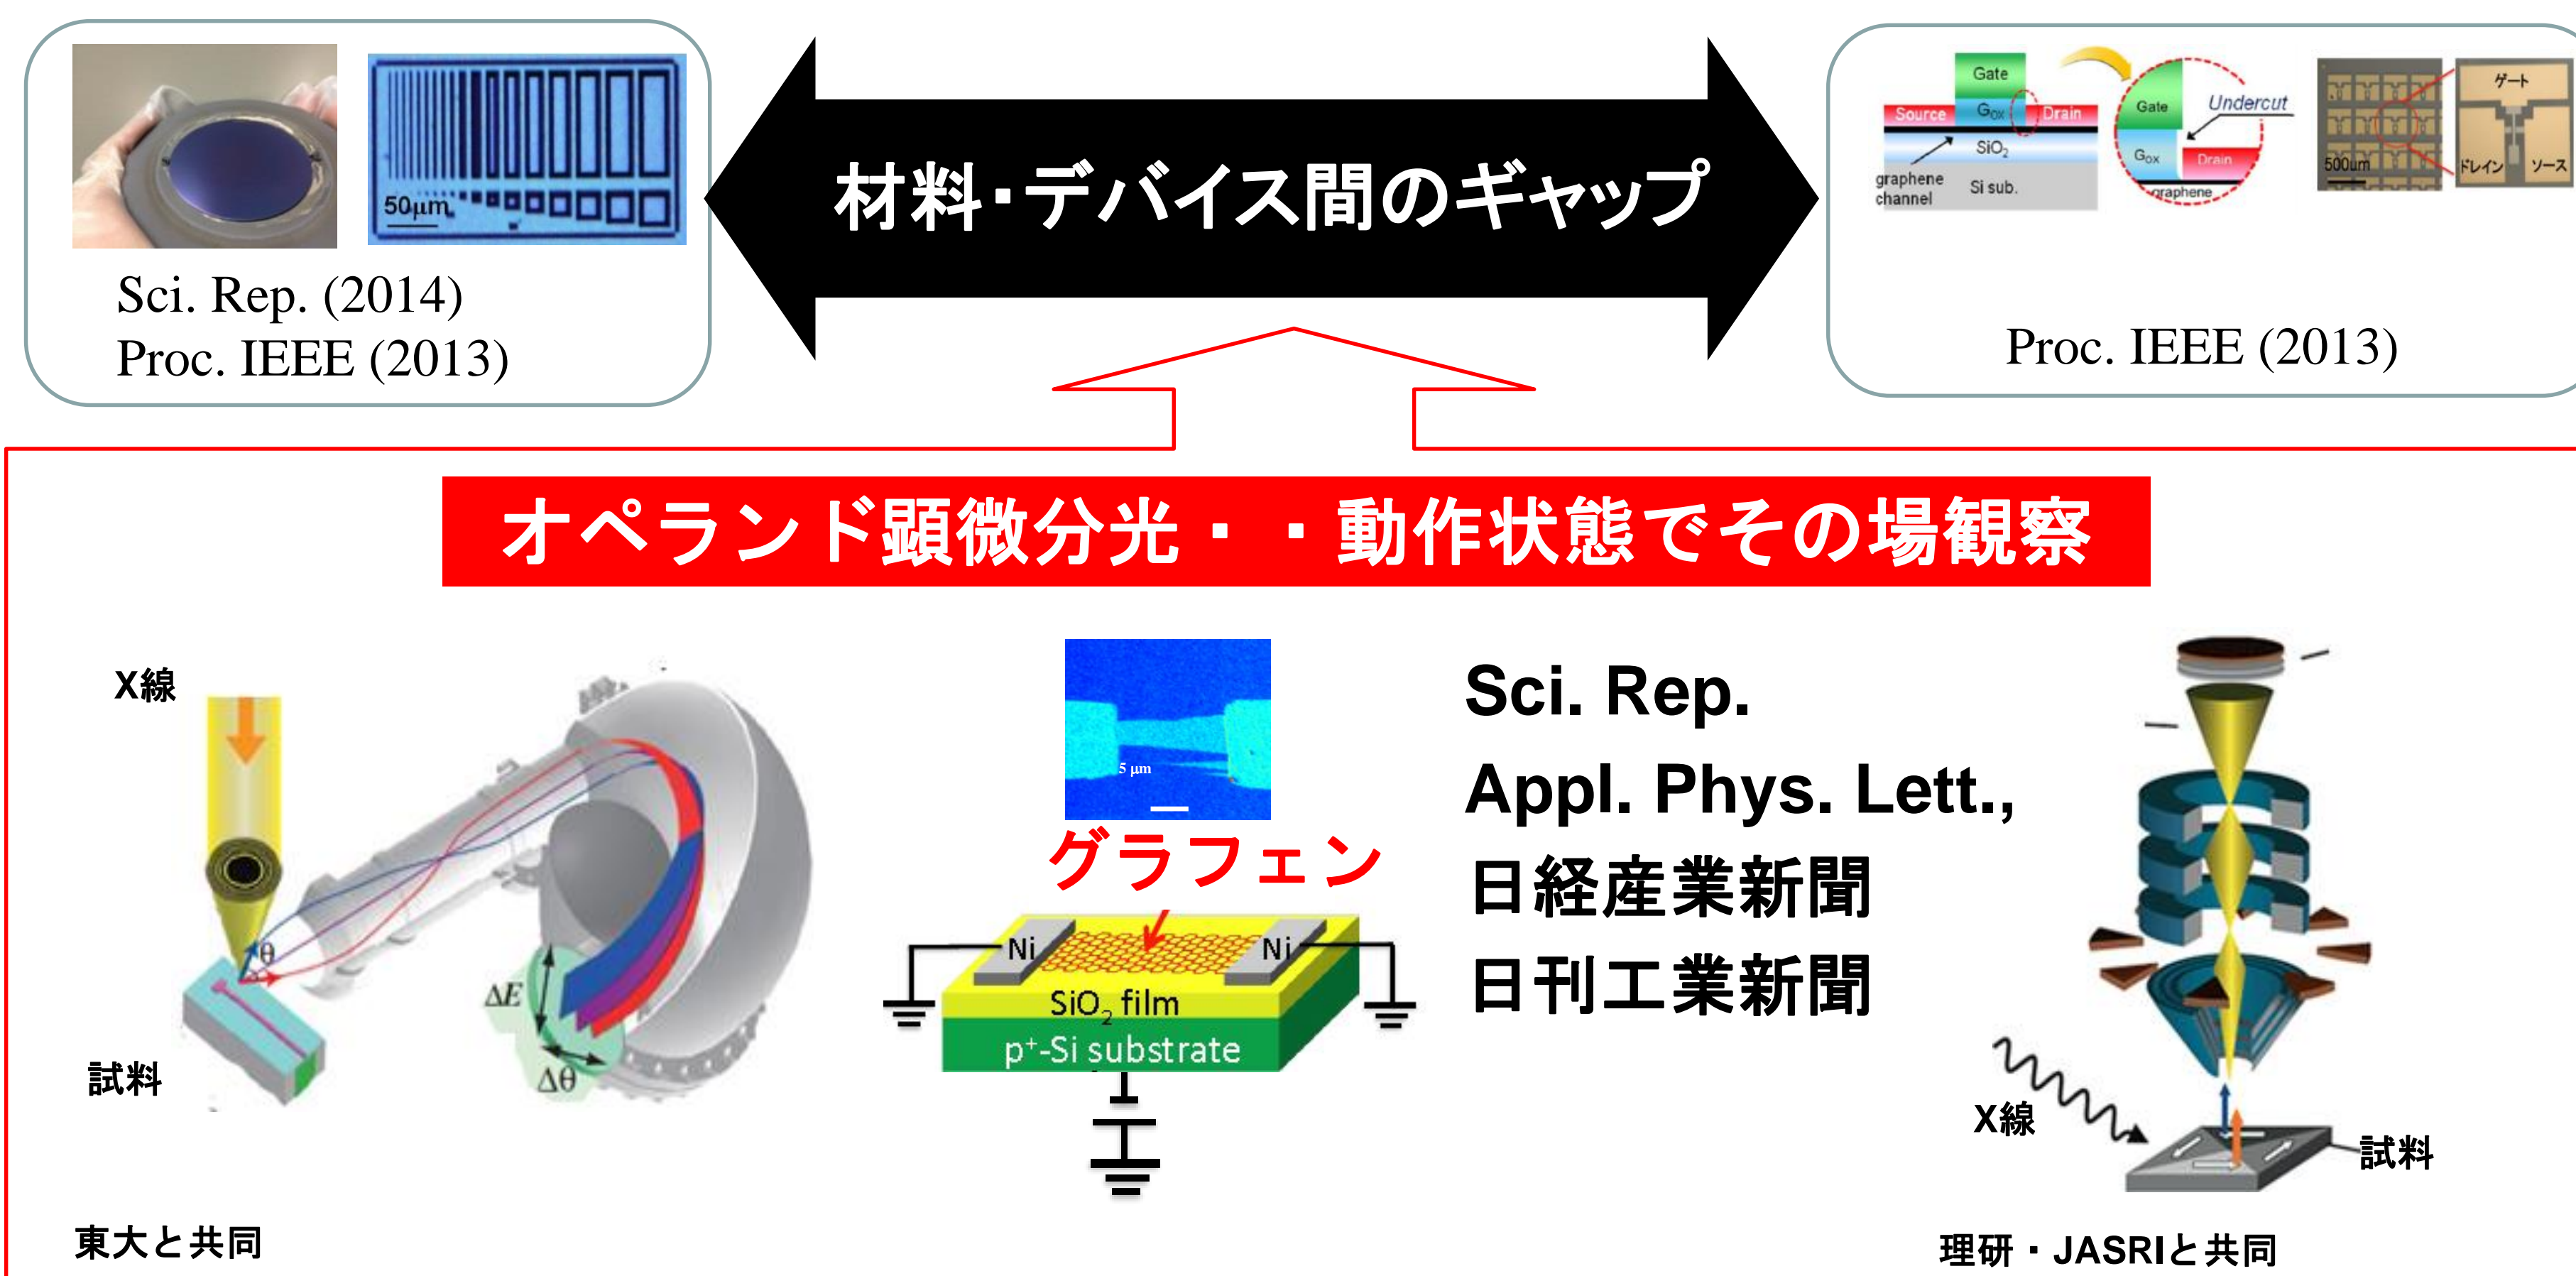 50μm
Sci. Rep. (2014)
Proc. IEEE (2013)
材料・デバイス間のギャップ
Gate
Source
Gox
Drain
SiO₂
graphene
channel
Si sub.
Gate
Undercut
Gox
Drain
graphene
500um
ゲート
ドレイン
ソース
Proc. IEEE (2013)
オペランド顕微分光・・動作状態でその場観察
X線
θ
試料
ΔE
Δθ
東大と共同
5 μm
グラフェン
Ni
Ni
SiO₂ film
p⁺-Si substrate
Sci. Rep.
Appl. Phys. Lett.,
日経産業新聞
日刊工業新聞
X線
試料
理研・JASRIと共同